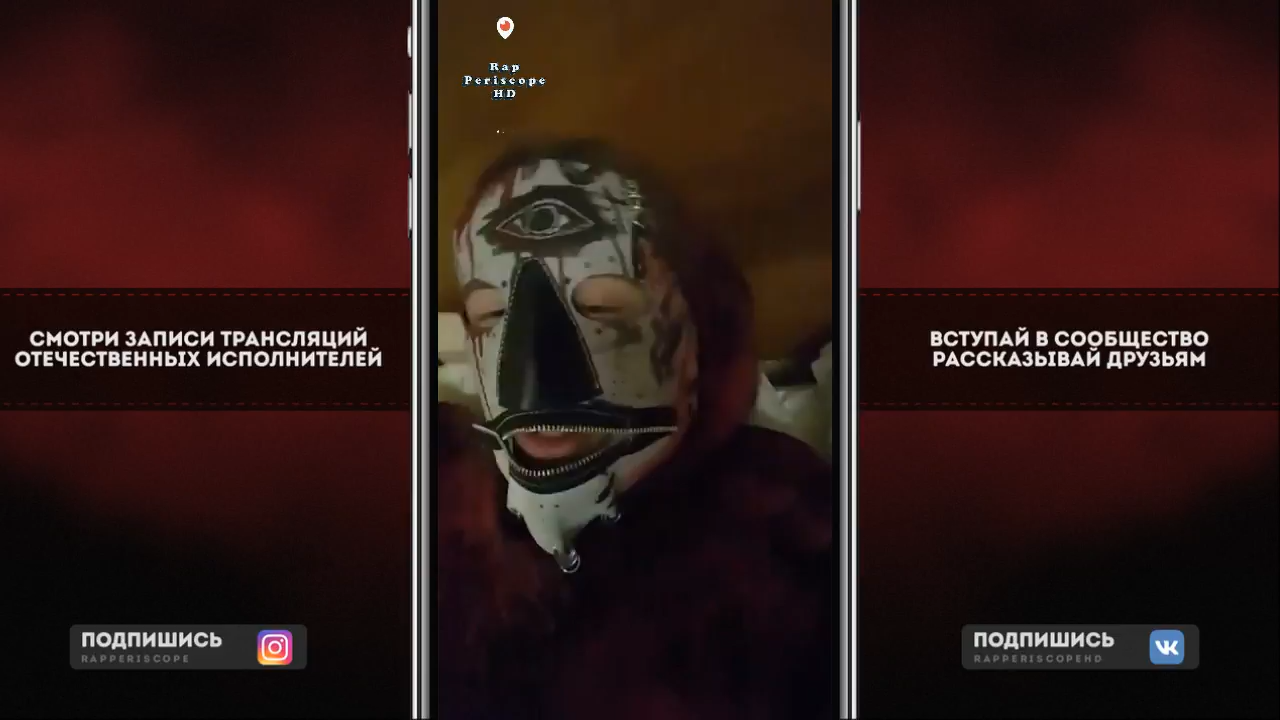 Rap
Periscope
HD
СМОТРИ ЗАПИСИ ТРАНСЛЯЦИЙ
ОТЕЧЕСТВЕННЫХ ИСПОЛНИТЕЛЕЙ
ВСТУПАЙ В СООБЩЕСТВО
РАССКАЗЫВАЙ ДРУЗЬЯМ
ПОДПИШИСЬ
RAPPERISCOPE
ПОДПИШИСЬ
RAPPERISCOPEHD